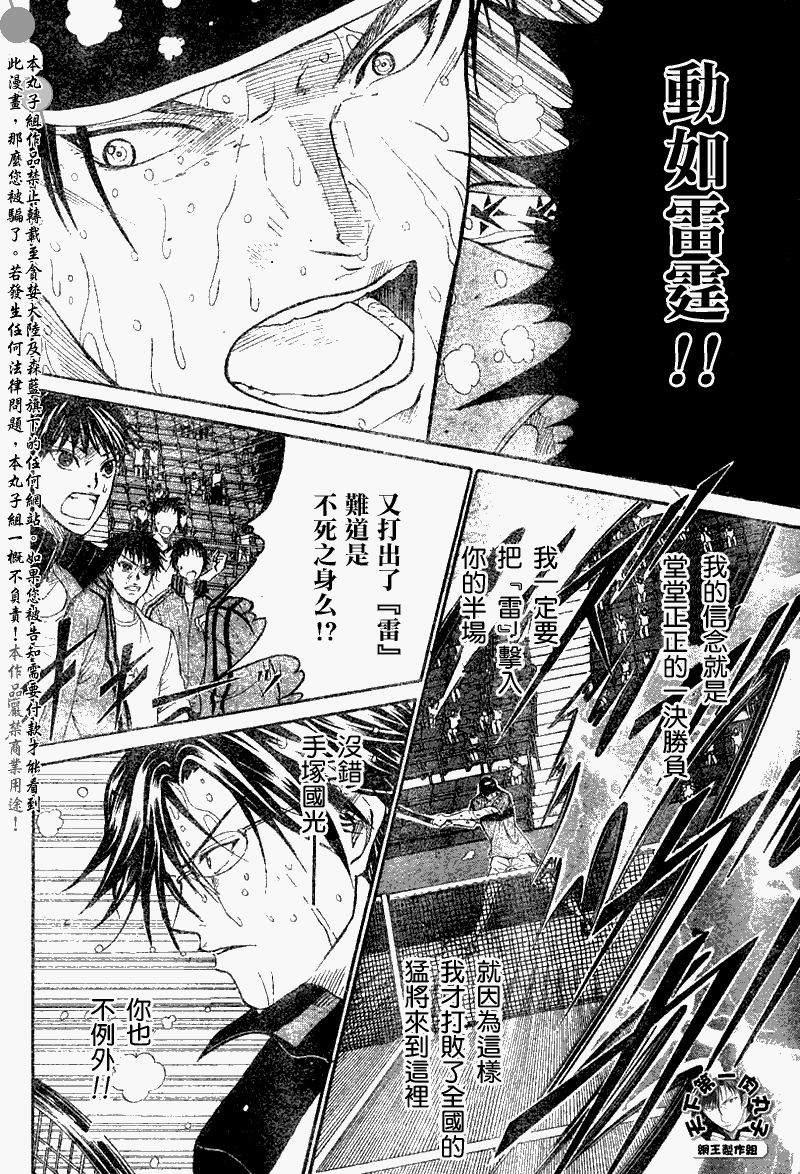 動如雷霆!!
我的信念就是
堂堂正正的一決勝負
我一定要
把『雷』擊入
你的半場
又打出了『雷』
難道是
不死之身么!?
就因為這樣
我才打敗了全國的
猛將來到這裡
沒錯
手塚國光──
你也
不例外!!
本丸子組作品禁止轉載至貪婪大陸及森藍旗下的任何網站。如果您被告知需要付款才能看到
此漫畫，那麼您被騙了。若發生任何法律問題，本丸子組一概不負責！本作品嚴禁商業用途！
天下第一肉丸子
網王製作組